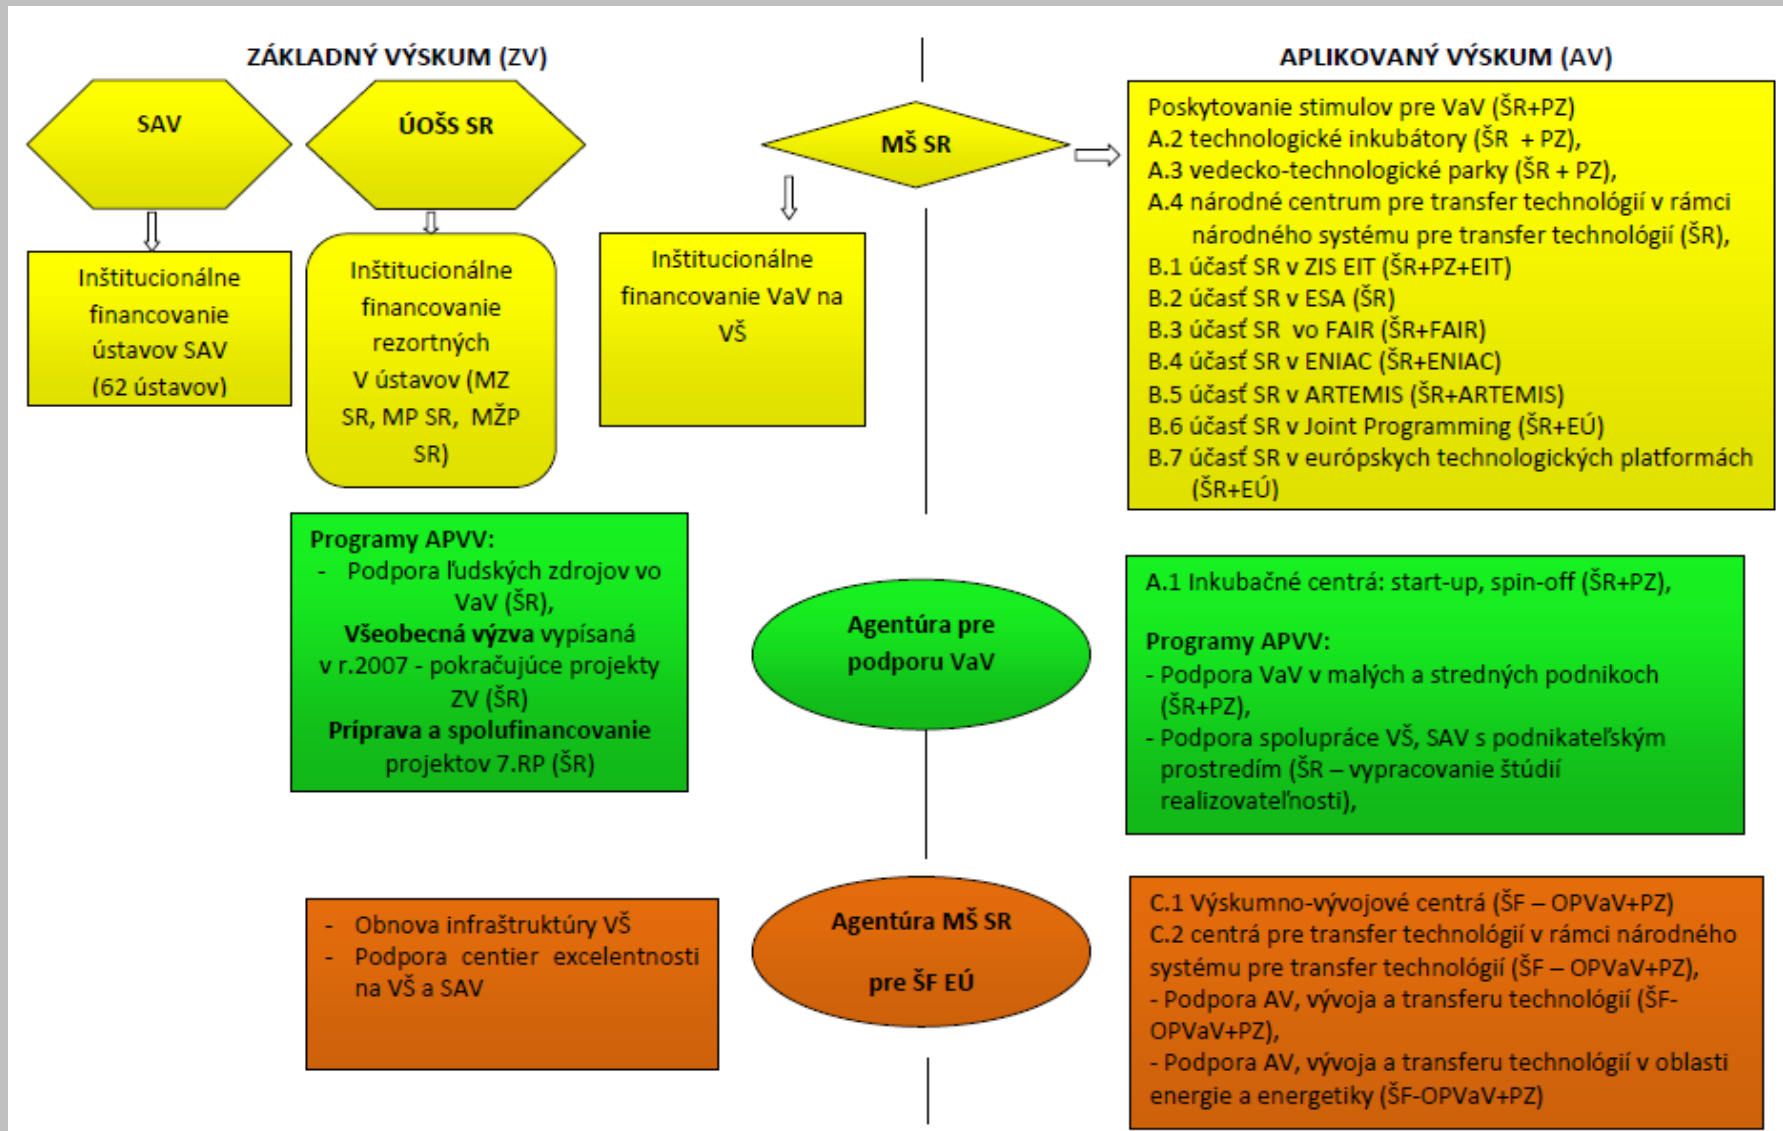 ZÁKLADNÝ VÝSKUM (ZV)
APLIKOVANÝ VÝSKUM (AV)
SAV
ÚOŠS SR
MŠ SR
Inštitucionálne
financovanie
ústavov SAV
(62 ústavov)
Inštitucionálne
financovanie
rezortných
V ústavov (MZ
SR, MP SR, MŽP
SR)
Inštitucionálne
financovanie VaV na
VŠ
Poskytovanie stimulov pre VaV (ŠR+PZ)
A.2 technologické inkubátory (ŠR + PZ),
A.3 vedecko-technologické parky (ŠR + PZ),
A.4 národné centrum pre transfer technológií v rámci
národného systému pre transfer technológií (ŠR),
B.1 účasť SR v ZIS EIT (ŠR+PZ+EIT)
B.2 účasť SR v ESA (ŠR)
B.3 účasť SR vo FAIR (ŠR+FAIR)
B.4 účasť SR v ENIAC (ŠR+ENIAC)
B.5 účasť SR v ARTEMIS (ŠR+ARTEMIS)
B.6 účasť SR v Joint Programming (ŠR+EÚ)
B.7 účasť SR v európskych technologických platformách
(ŠR+EÚ)
Programy APVV:
- Podpora ľudských zdrojov vo
VaV (ŠR),
Všeobecná výzva vypísaná
v r.2007 - pokračujúce projekty
ZV (ŠR)
Príprava a spolufinancovanie
projektov 7.RP (ŠR)
Agentúra pre
podporu VaV
A.1 Inkubačné centrá: start-up, spin-off (ŠR+PZ),
Programy APVV:
- Podpora VaV v malých a stredných podnikoch
(ŠR+PZ),
- Podpora spolupráce VŠ, SAV s podnikateľským
prostredím (ŠR – vypracovanie štúdií
realizovateľnosti),
- Obnova infraštruktúry VŠ
- Podpora centier excelentnosti
na VŠ a SAV
Agentúra MŠ SR
pre ŠF EÚ
C.1 Výskumno-vývojové centrá (ŠF – OPVaV+PZ)
C.2 centrá pre transfer technológií v rámci národného
systému pre transfer technológií (ŠF – OPVaV+PZ),
- Podpora AV, vývoja a transferu technológií (ŠF-
OPVaV+PZ),
- Podpora AV, vývoja a transferu technológií v oblasti
energie a energetiky (ŠF-OPVaV+PZ)